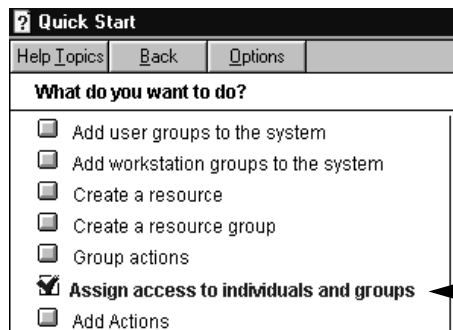 Quick Start
Help Topics Back Options
What do you want to do?
Add user groups to the system
Add workstation groups to the system
Create a resource
Create a resource group
Group actions
Assign access to individuals and groups
Add Actions